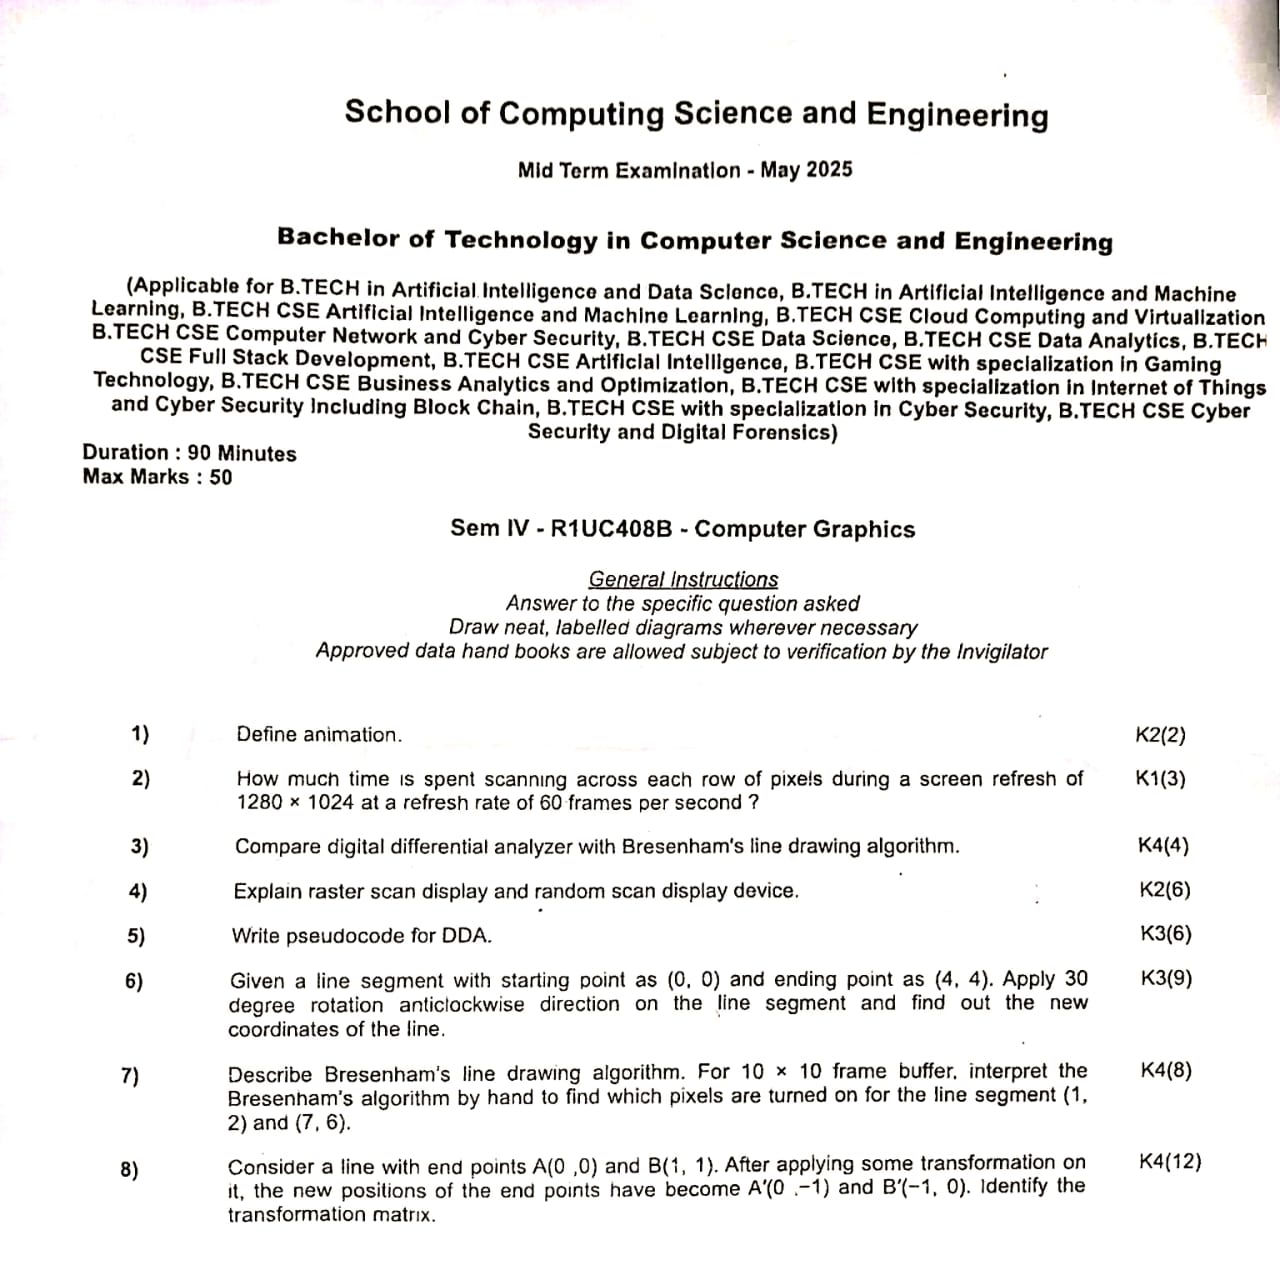 School of Computing Science and Engineering
Mid Term Examination - May 2025
Bachelor of Technology in Computer Science and Engineering
(Applicable for B.TECH in Artificial Intelligence and Data Science, B.TECH in Artificial Intelligence and Machine
Learning, B.TECH CSE Artificial Intelligence and Machine Learning, B.TECH CSE Cloud Computing and Virtualization
B.TECH CSE Computer Network and Cyber Security, B.TECH CSE Data Science, B.TECH CSE Data Analytics, B.TECH
CSE Full Stack Development, B.TECH CSE Artificial Intelligence, B.TECH CSE with specialization in Gaming
Technology, B.TECH CSE Business Analytics and Optimization, B.TECH CSE with specialization in Internet of Things
and Cyber Security Including Block Chain, B.TECH CSE with specialization in Cyber Security, B.TECH CSE Cyber
Security and Digital Forensics)
Duration : 90 Minutes
Max Marks : 50
Sem IV - R1UC408B - Computer Graphics
General Instructions
Answer to the specific question asked
Draw neat, labelled diagrams wherever necessary
Approved data hand books are allowed subject to verification by the Invigilator
1) Define animation. K2(2)
2) How much time is spent scanning across each row of pixels during a screen refresh of K1(3)
1280 × 1024 at a refresh rate of 60 frames per second ?
3) Compare digital differential analyzer with Bresenham's line drawing algorithm. K4(4)
4) Explain raster scan display and random scan display device. K2(6)
5) Write pseudocode for DDA. K3(6)
6) Given a line segment with starting point as (0, 0) and ending point as (4, 4). Apply 30 K3(9)
degree rotation anticlockwise direction on the line segment and find out the new
coordinates of the line.
7) Describe Bresenham's line drawing algorithm. For 10 × 10 frame buffer, interpret the K4(8)
Bresenham's algorithm by hand to find which pixels are turned on for the line segment (1,
2) and (7, 6).
8) Consider a line with end points A(0 ,0) and B(1, 1). After applying some transformation on K4(12)
it, the new positions of the end points have become A'(0 ,−1) and B'(−1, 0). Identify the
transformation matrix.